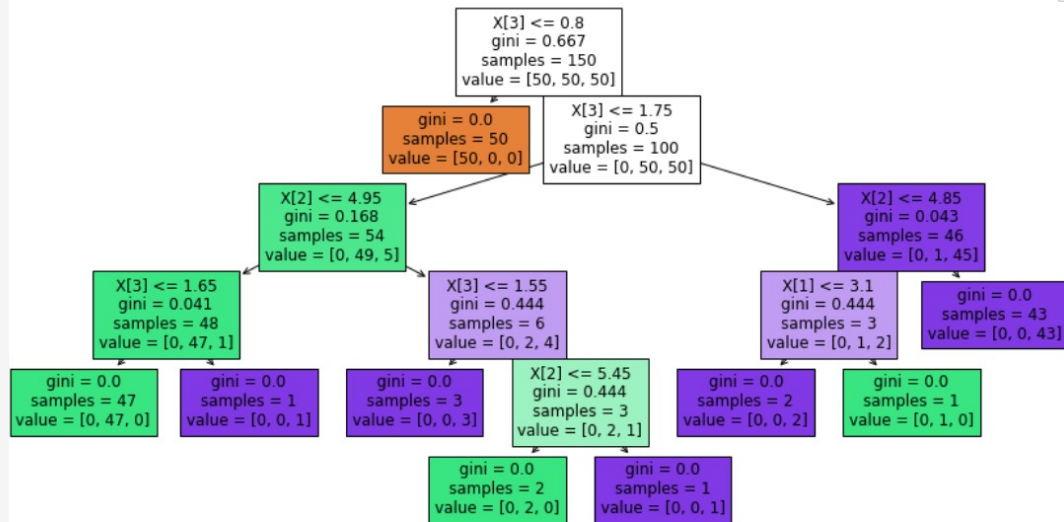 X[3] <= 0.8
gini = 0.667
samples = 150
value = [50, 50, 50]
gini = 0.0
samples = 50
value = [50, 0, 0]
X[3] <= 1.75
gini = 0.5
samples = 100
value = [0, 50, 50]
X[2] <= 4.95
gini = 0.168
samples = 54
value = [0, 49, 5]
X[2] <= 4.85
gini = 0.043
samples = 46
value = [0, 1, 45]
X[3] <= 1.65
gini = 0.041
samples = 48
value = [0, 47, 1]
X[3] <= 1.55
gini = 0.444
samples = 6
value = [0, 2, 4]
X[1] <= 3.1
gini = 0.444
samples = 3
value = [0, 1, 2]
gini = 0.0
samples = 43
value = [0, 0, 43]
gini = 0.0
samples = 47
value = [0, 47, 0]
gini = 0.0
samples = 1
value = [0, 0, 1]
gini = 0.0
samples = 3
value = [0, 0, 3]
X[2] <= 5.45
gini = 0.444
samples = 3
value = [0, 2, 1]
gini = 0.0
samples = 2
value = [0, 0, 2]
gini = 0.0
samples = 1
value = [0, 1, 0]
gini = 0.0
samples = 2
value = [0, 2, 0]
gini = 0.0
samples = 1
value = [0, 0, 1]